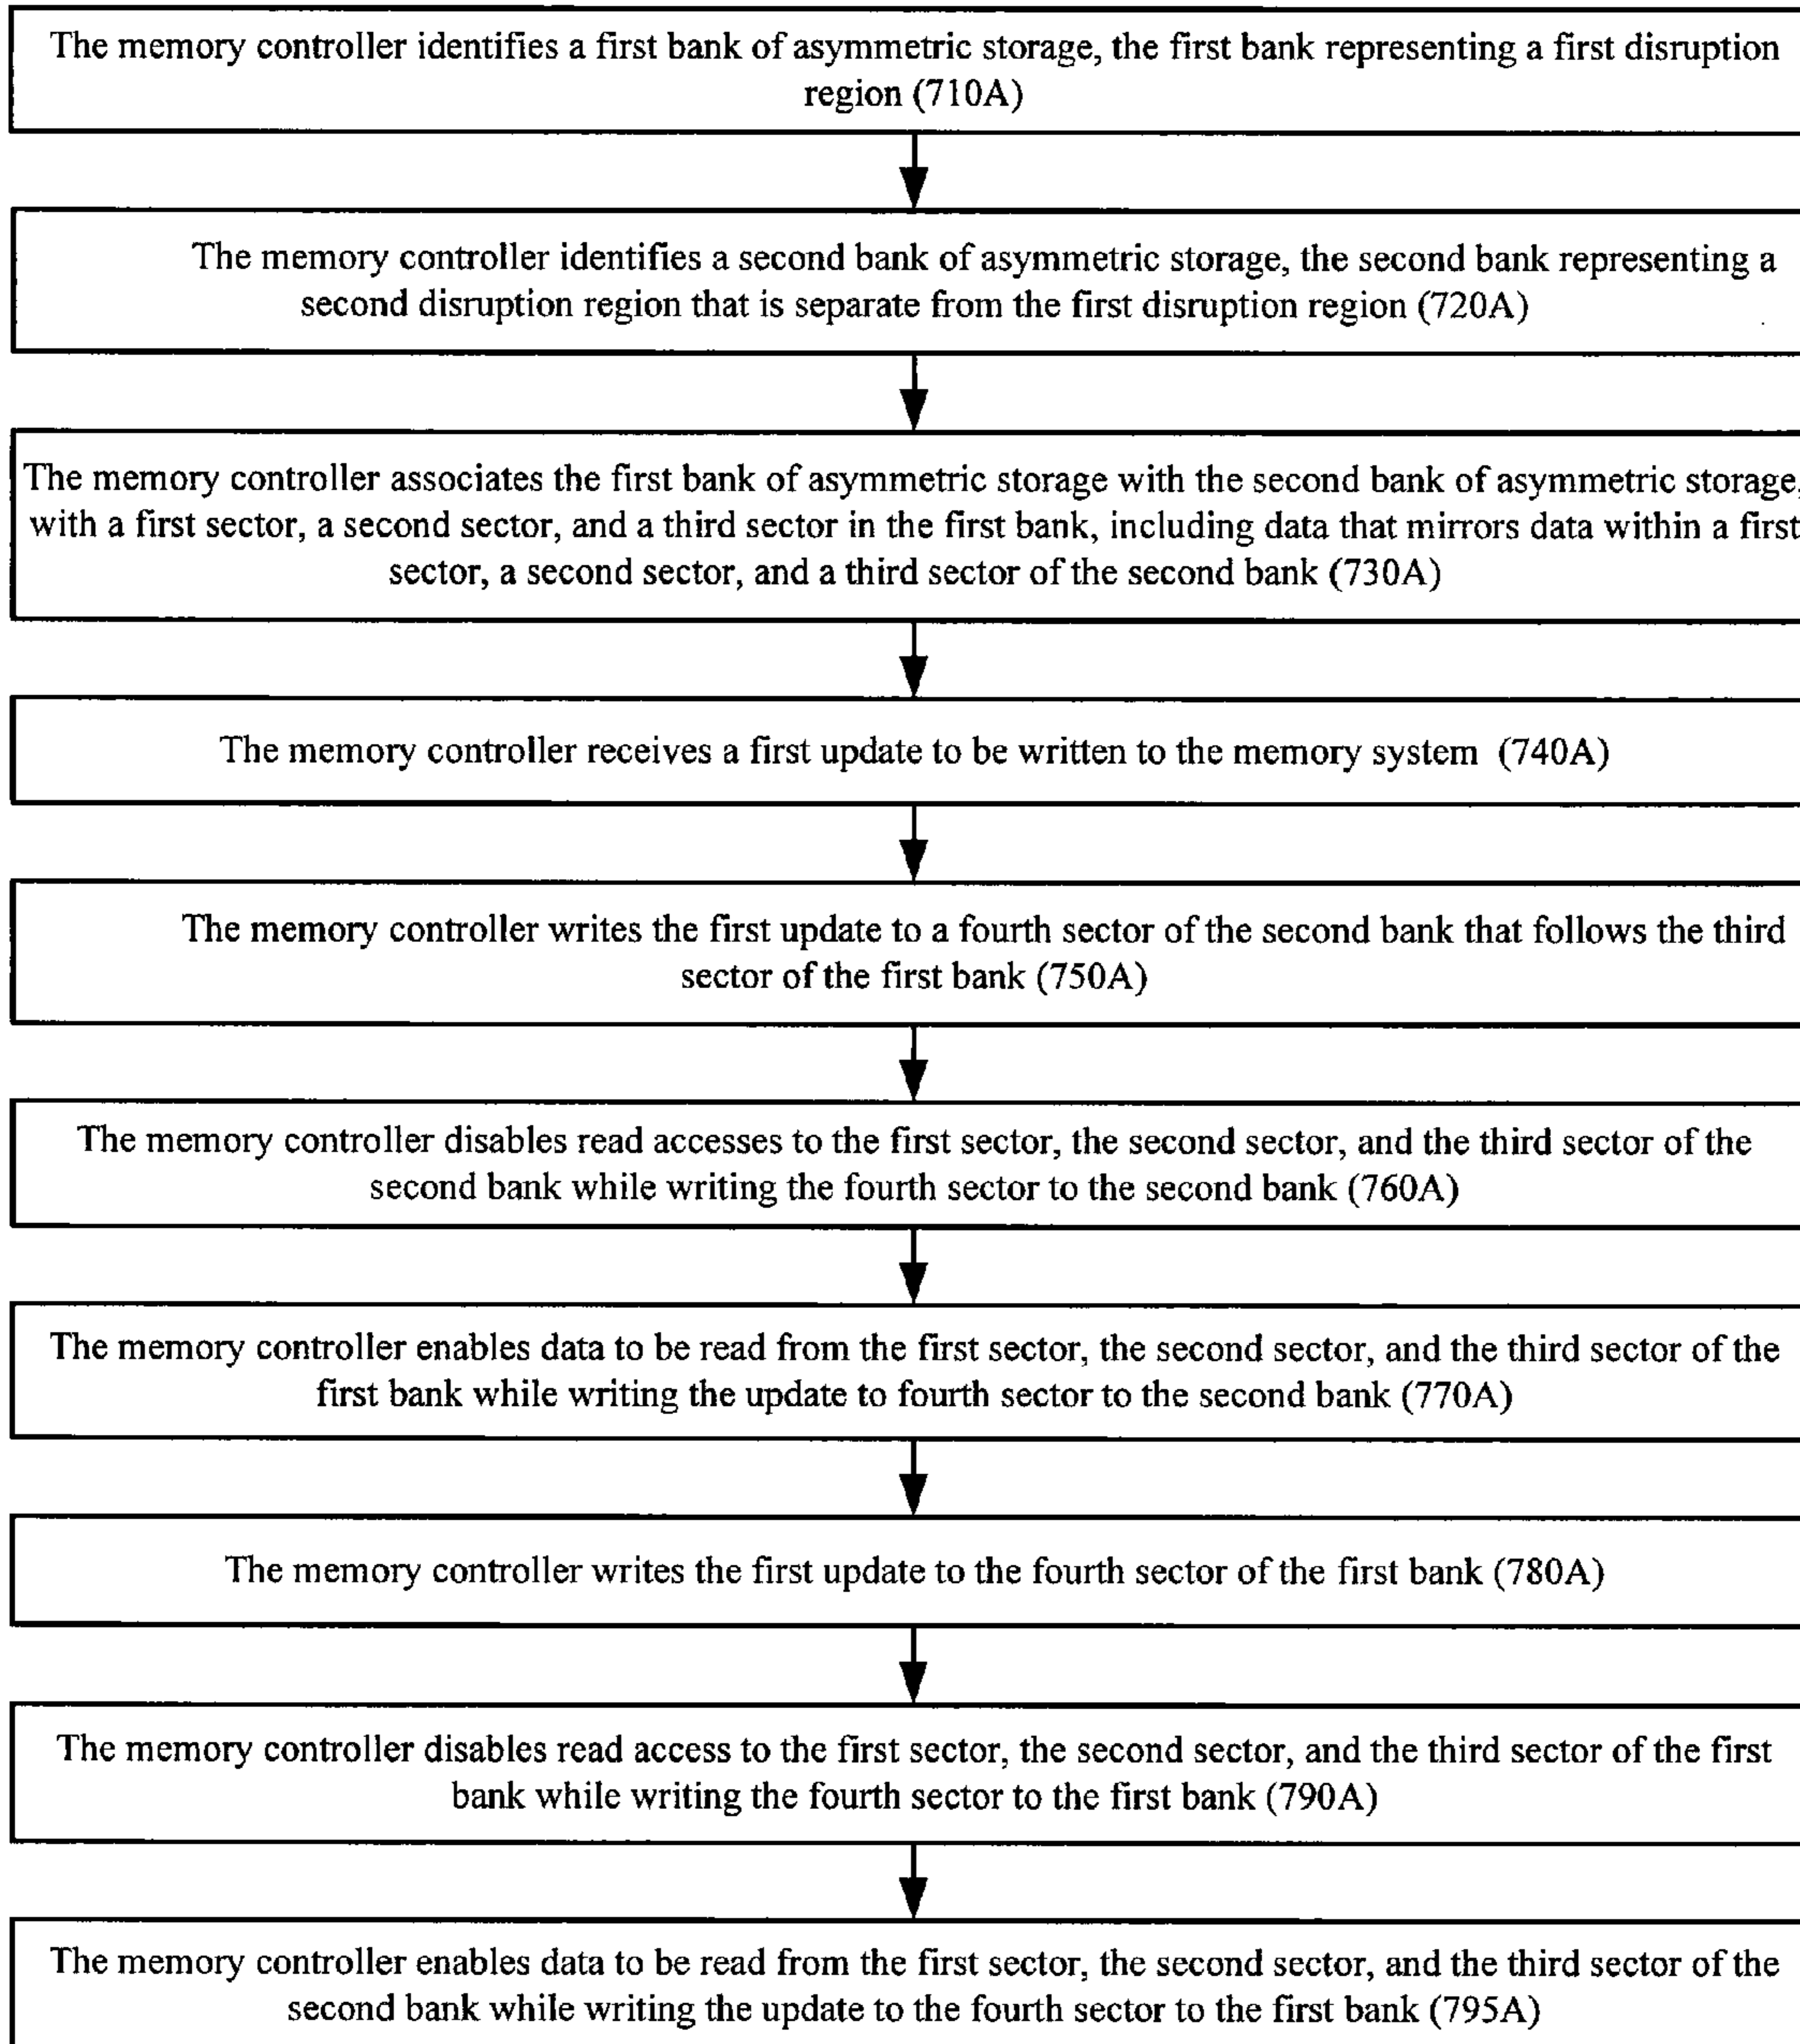 The memory controller identifies a first bank of asymmetric storage, the first bank representing a first disruption
region (710A)
The memory controller identifies a second bank of asymmetric storage, the second bank representing a
second disruption region that is separate from the first disruption region (720A)
The memory controller associates the first bank of asymmetric storage with the second bank of asymmetric storage,
with a first sector, a second sector, and a third sector in the first bank, including data that mirrors data within a first
sector, a second sector, and a third sector of the second bank (730A)
The memory controller receives a first update to be written to the memory system (740A)
The memory controller writes the first update to a fourth sector of the second bank that follows the third
sector of the first bank (750A)
The memory controller disables read accesses to the first sector, the second sector, and the third sector of the
second bank while writing the fourth sector to the second bank (760A)
The memory controller enables data to be read from the first sector, the second sector, and the third sector of the
first bank while writing the update to fourth sector to the second bank (770A)
The memory controller writes the first update to the fourth sector of the first bank (780A)
The memory controller disables read access to the first sector, the second sector, and the third sector of the first
bank while writing the fourth sector to the first bank (790A)
The memory controller enables data to be read from the first sector, the second sector, and the third sector of the
second bank while writing the update to the fourth sector to the first bank (795A)